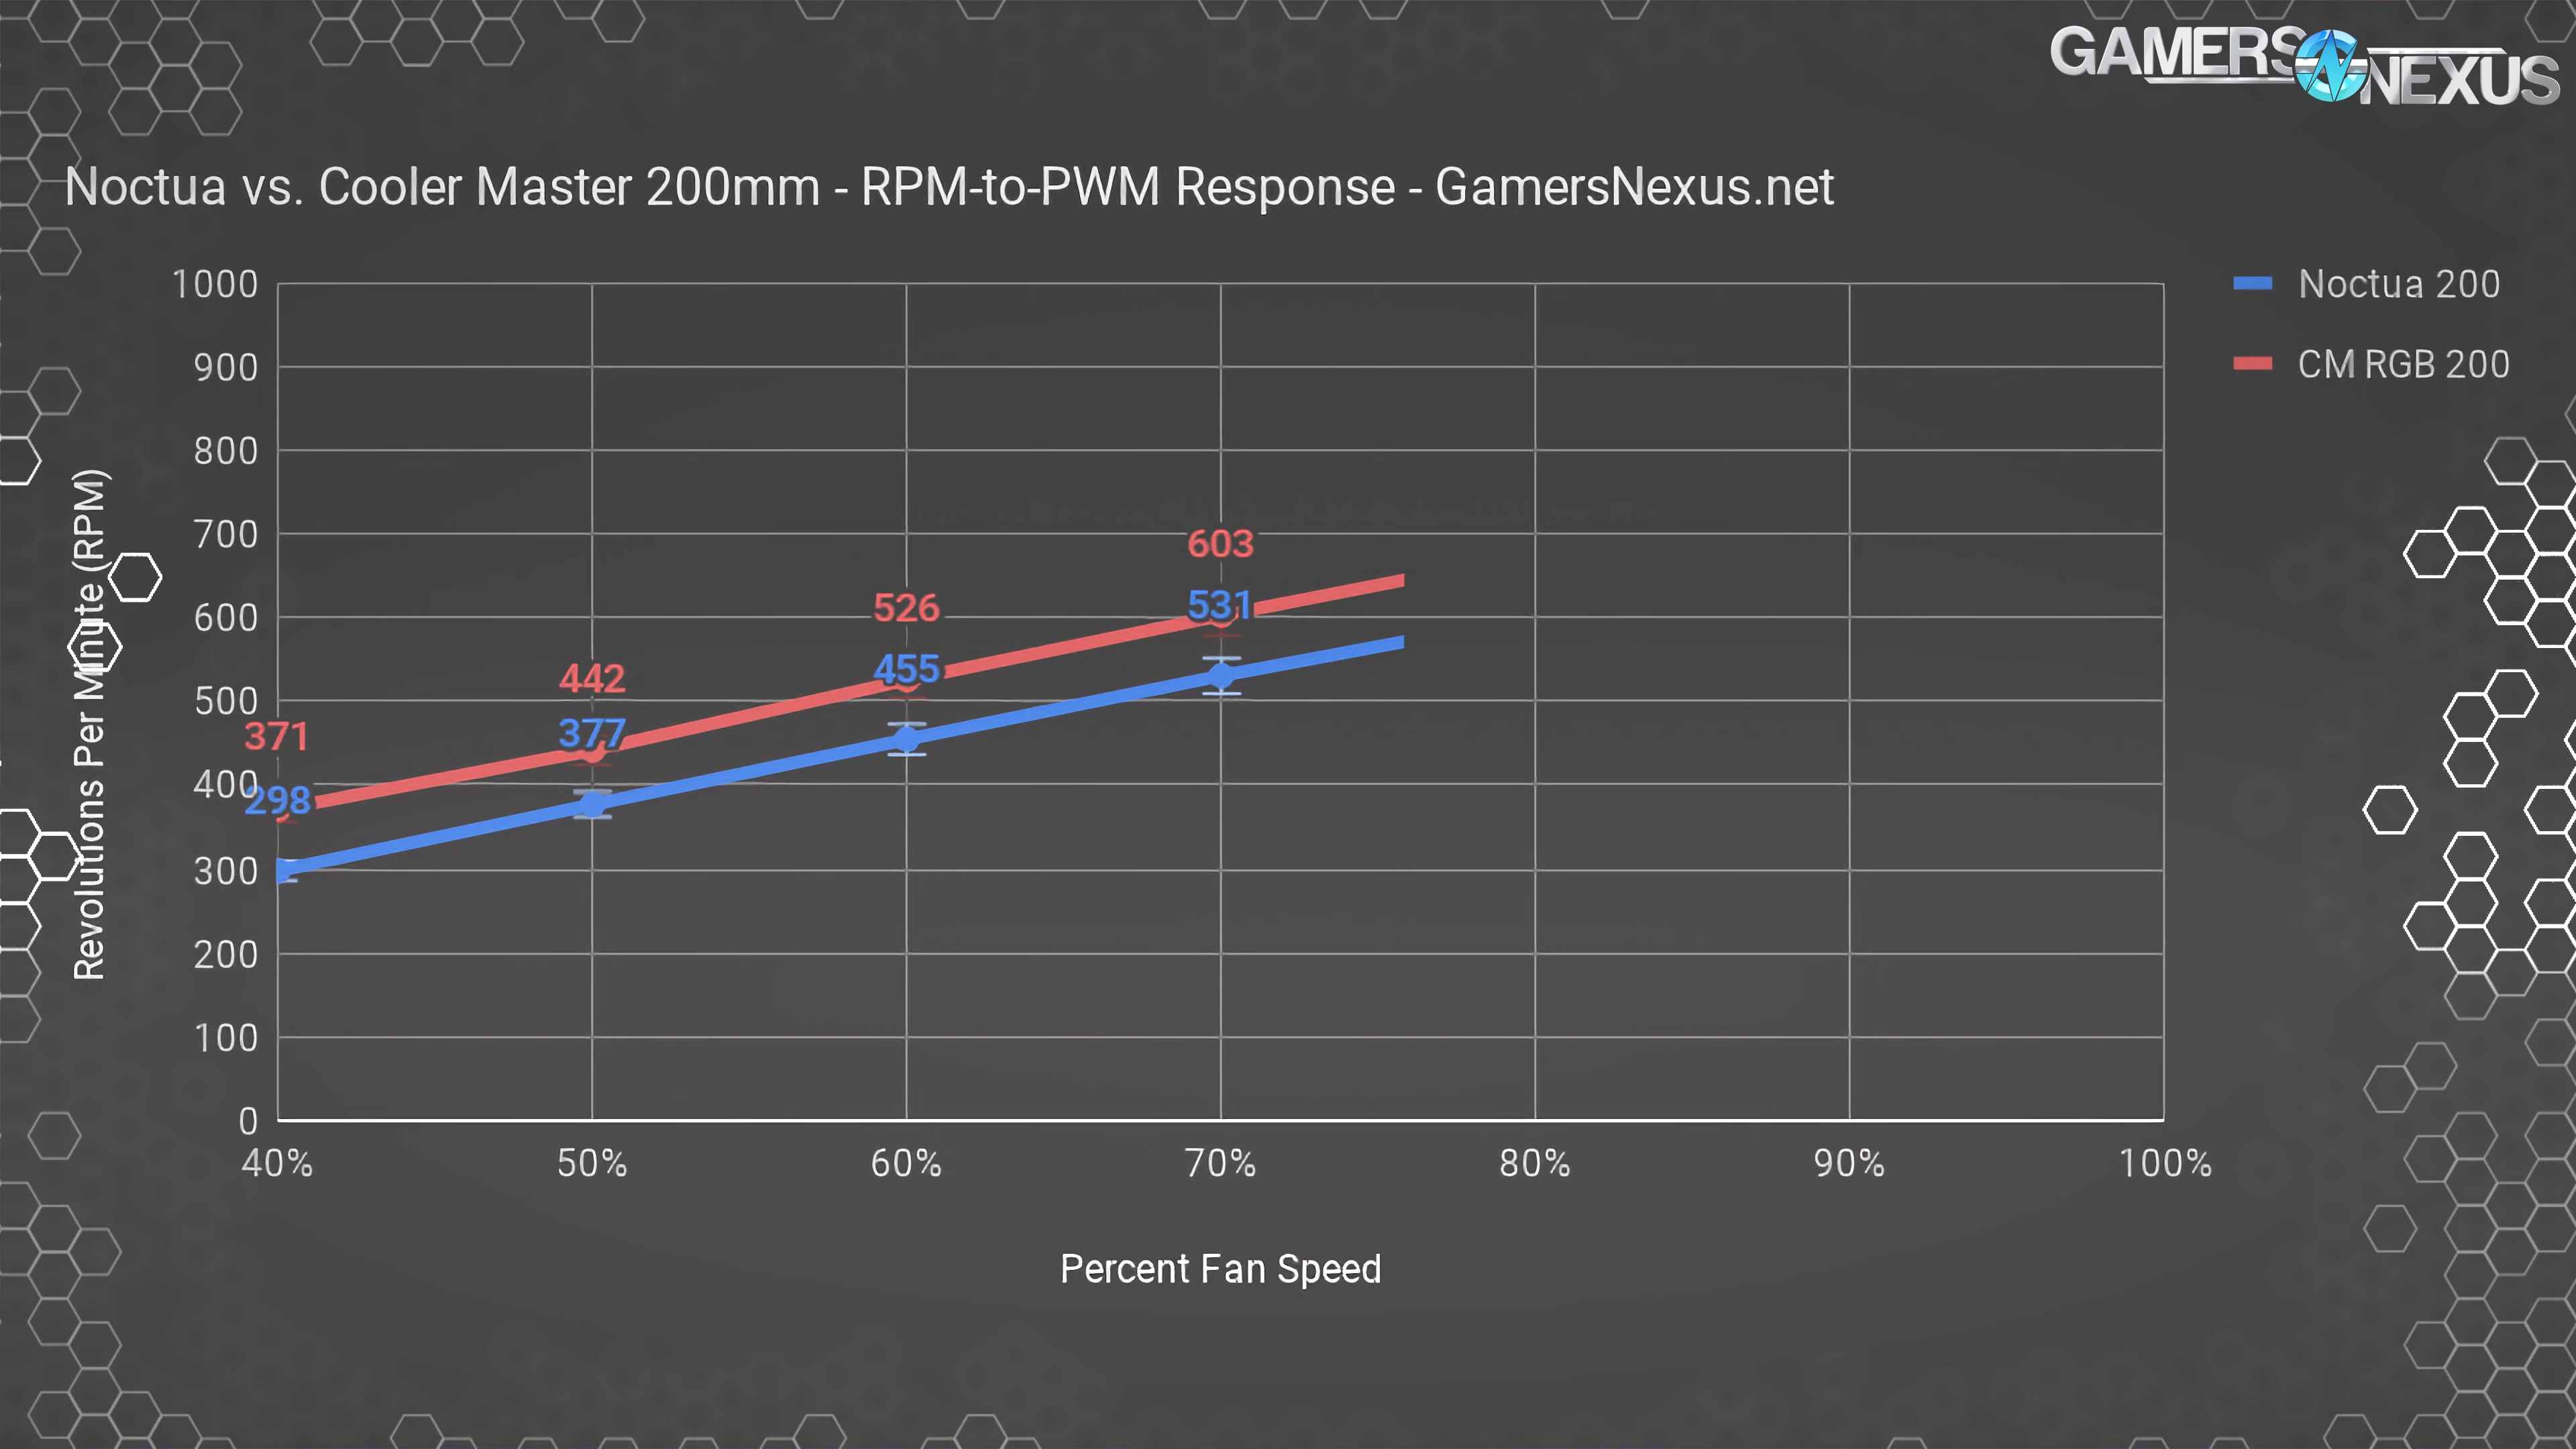 GAMERS NEXUS
Noctua vs. Cooler Master 200mm - RPM-to-PWM Response - GamersNexus.net
Noctua 200
CM RGB 200
Revolutions Per Minute (RPM)
1000
900
800
700
600
500
400
300
200
100
0
371
442
526
603
298
377
455
531
40% 50% 60% 70% 80% 90% 100%
Percent Fan Speed